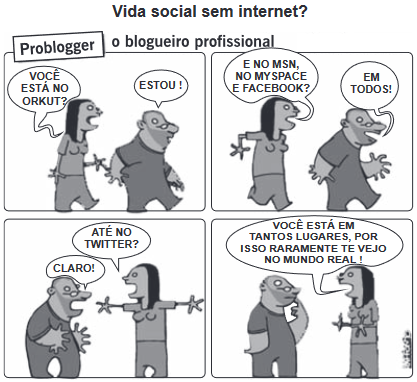 Vida social sem internet?
Problogger o blogueiro profissional
VOCÊ
ESTÁ NO
ORKUT?
ESTOU !
E NO MSN,
NO MYSPACE
E FACEBOOK?
EM
TODOS!
ATÉ NO
TWITTER?
CLARO!
VOCÊ ESTÁ EM
TANTOS LUGARES, POR
ISSO RARAMENTE TE VEJO
NO MUNDO REAL !